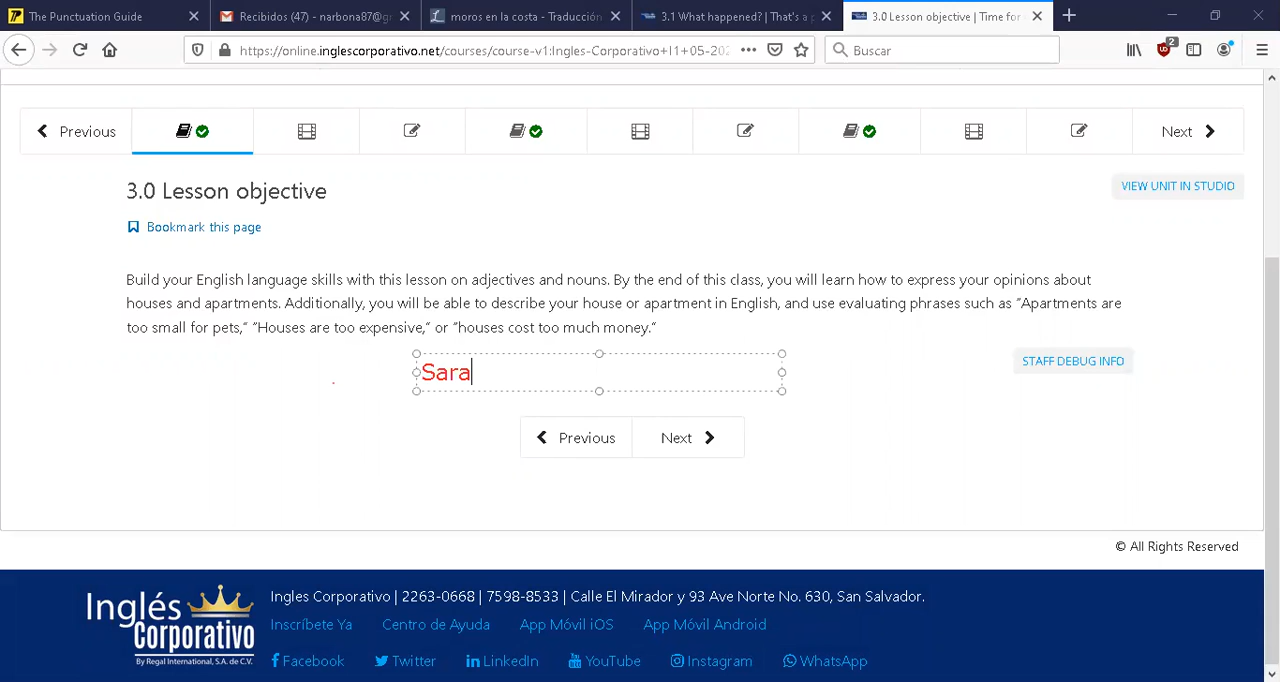 The Punctuation Guide
Recibidos (47) - narbona87@gr
moros en la costa - Traducción
3.1 What happened? | That's a p
3.0 Lesson objective | Time for
https://online.inglescorporativo.net/courses/course-v1:Ingles-Corporativo+I1+05-202
Buscar
2
Previous
Next
3.0 Lesson objective
VIEW UNIT IN STUDIO
Bookmark this page
Build your English language skills with this lesson on adjectives and nouns. By the end of this class, you will learn how to express your opinions about
houses and apartments. Additionally, you will be able to describe your house or apartment in English, and use evaluating phrases such as “Apartments are
too small for pets,” “Houses are too expensive,” or “houses cost too much money.”
STAFF DEBUG INFO
Sara
Previous
Next
© All Rights Reserved
Inglés
Corporativo
By Regal International, S.A. de C.V.
Ingles Corporativo | 2263-0668 | 7598-8533 | Calle El Mirador y 93 Ave Norte No. 630, San Salvador.
Inscríbete Ya
Centro de Ayuda
App Móvil iOS
App Móvil Android
Facebook
Twitter
LinkedIn
YouTube
Instagram
WhatsApp